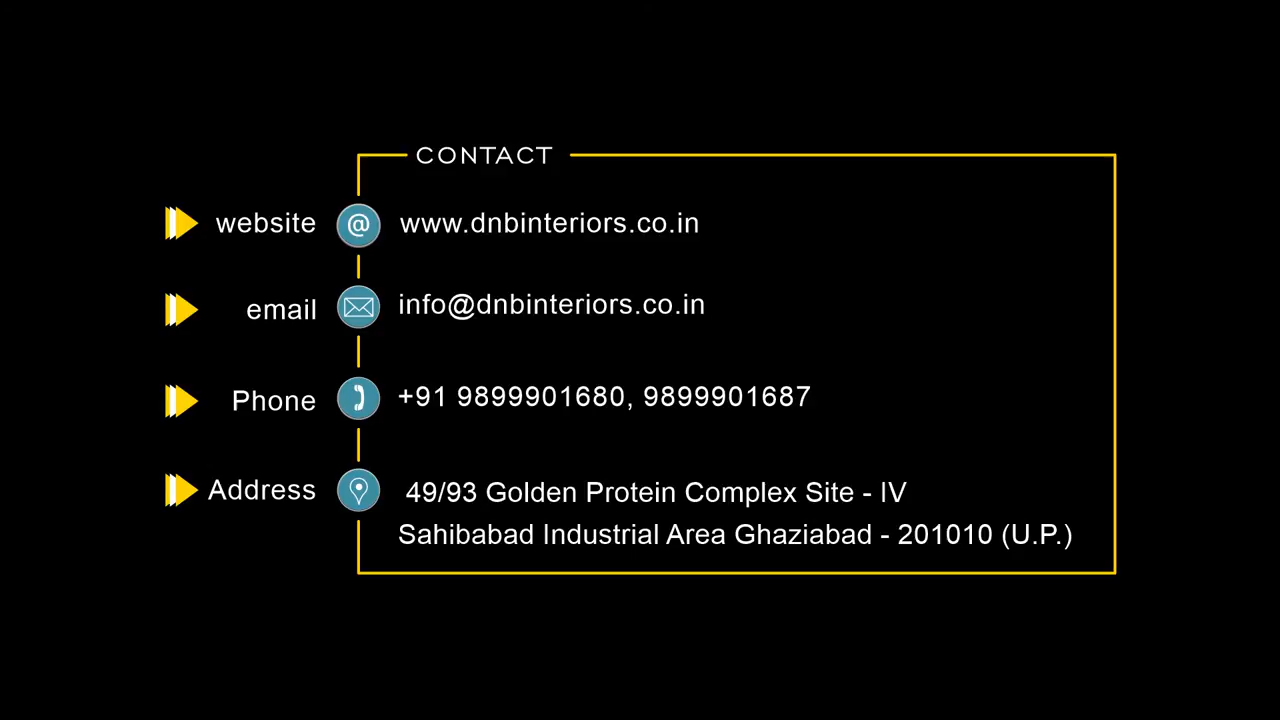 CONTACT
website @ www.dnbinteriors.co.in
email info@dnbinteriors.co.in
Phone +91 9899901680, 9899901687
Address 49/93 Golden Protein Complex Site - IV
Sahibabad Industrial Area Ghaziabad - 201010 (U.P.)